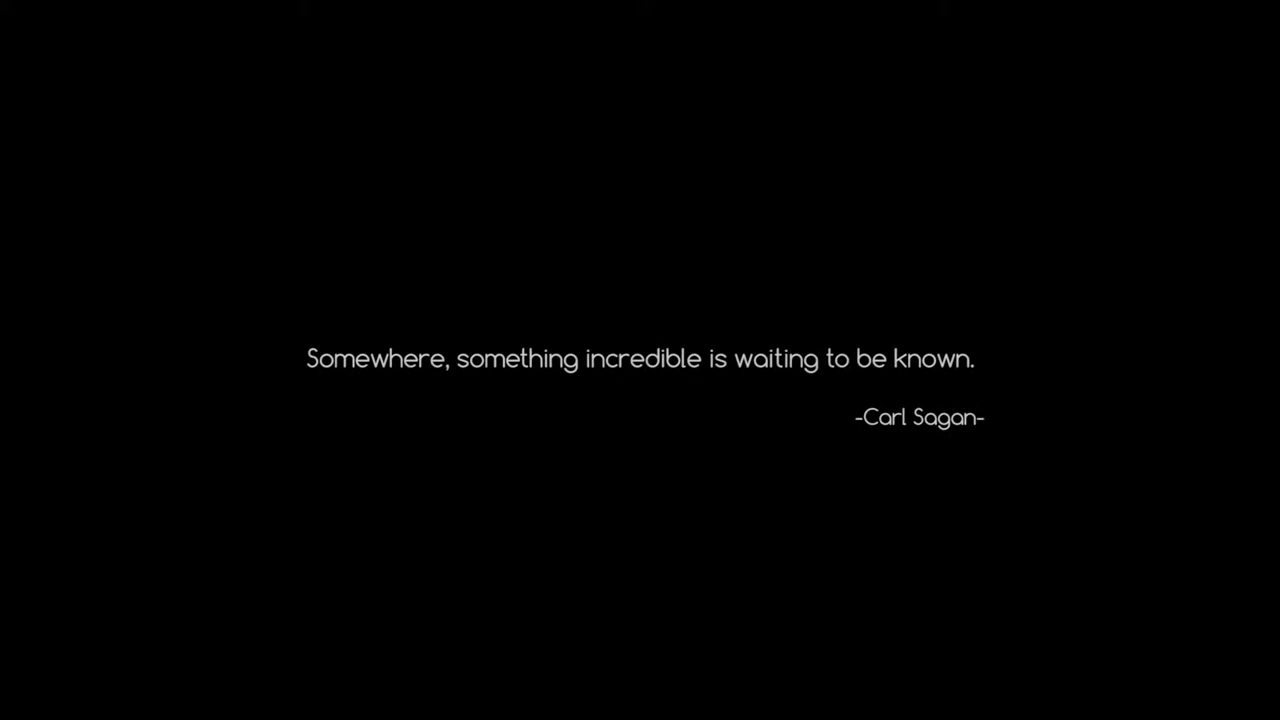 Somewhere, something incredible is waiting to be known.
-Carl Sagan-